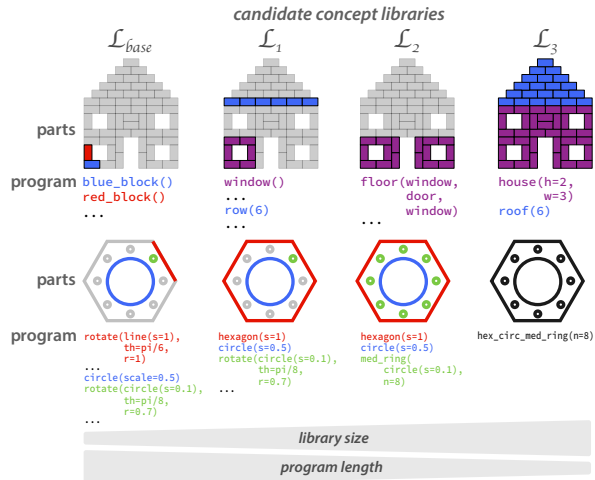 candidate concept libraries
ℒbase ℒ1 ℒ2 ℒ3
parts
program
blue_block()
red_block()
...
window()
...
row(6)
...
floor(window,
door,
window)
...
house(h=2,
w=3)
roof(6)
parts
program
rotate(line(s=1),
th=pi/6,
r=1)
...
circle(scale=0.5)
rotate(circle(s=0.1),
th=pi/8,
r=0.7)
...
hexagon(s=1)
circle(s=0.5)
rotate(circle(s=0.1),
th=pi/8,
r=0.7)
...
hexagon(s=1)
circle(s=0.5)
med_ring(
circle(s=0.1),
n=8)
hex_circ_med_ring(n=8)
library size
program length